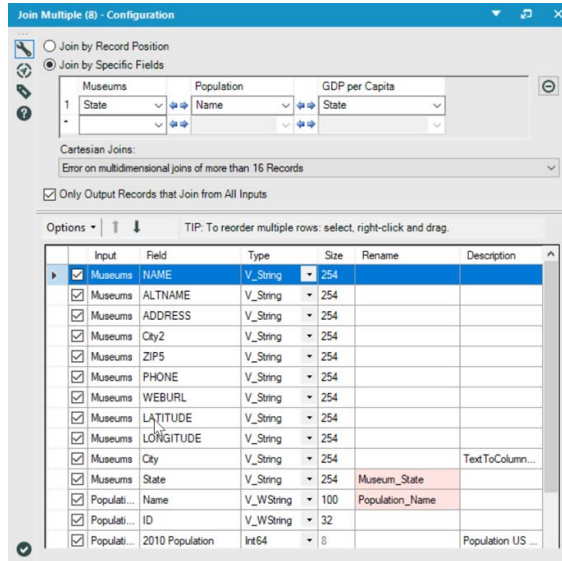 Join Multiple (8) - Configuration
Join by Record Position
Join by Specific Fields
Museums Population GDP per Capita
1 State Name State
*
Cartesian Joins:
Error on multidimensional joins of more than 16 Records
Only Output Records that Join from All Inputs
Options TIP: To reorder multiple rows: select, right-click and drag.
Input Field Type Size Rename Description
Museums NAME V_String 254
Museums ALTNAME V_String 254
Museums ADDRESS V_String 254
Museums City2 V_String 254
Museums ZIP5 V_String 254
Museums PHONE V_String 254
Museums WEBURL V_String 254
Museums LATITUDE V_String 254
Museums LONGITUDE V_String 254
Museums City V_String 254 TextToColumn...
Museums State V_String 254 Museum_State
Populati... Name V_WString 100 Population_Name
Populati... ID V_WString 32
Populati... 2010 Population Int64 8 Population US ...